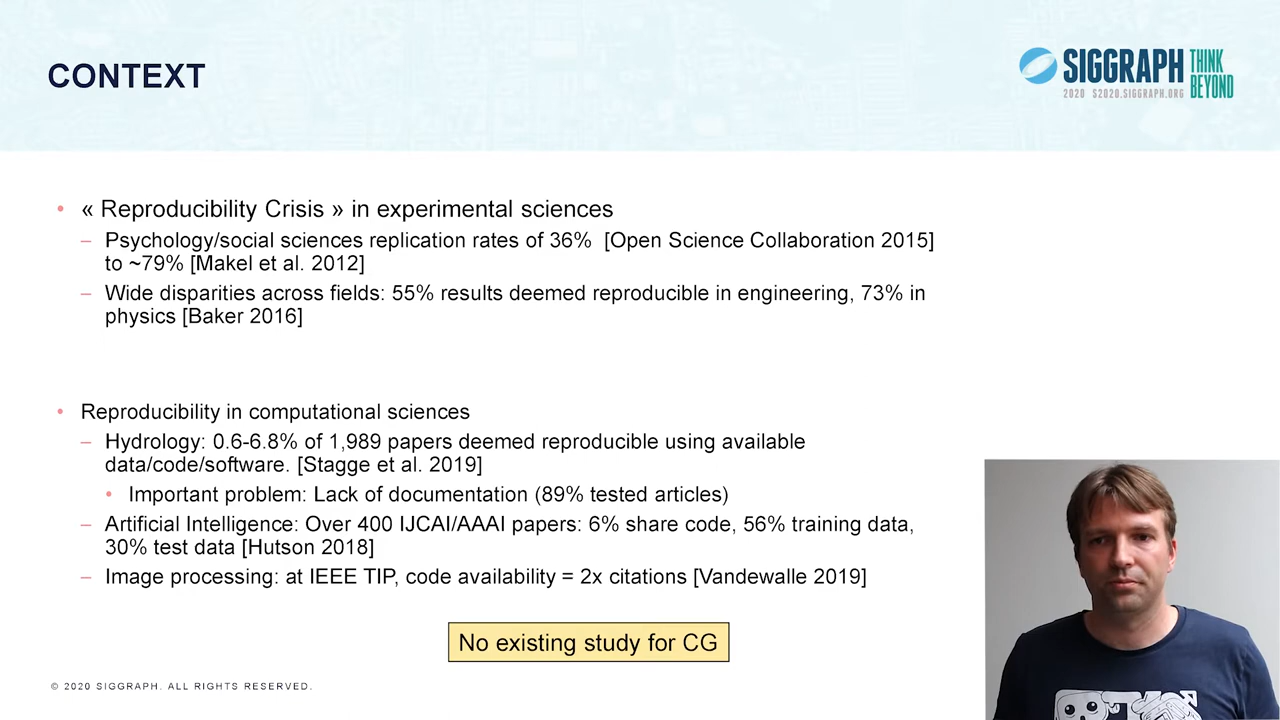 CONTEXT
SIGGRAPH THINK
2020 S2020.SIGGRAPH.ORG BEYOND
• « Reproducibility Crisis » in experimental sciences
– Psychology/social sciences replication rates of 36% [Open Science Collaboration 2015]
to ~79% [Makel et al. 2012]
– Wide disparities across fields: 55% results deemed reproducible in engineering, 73% in
physics [Baker 2016]
• Reproducibility in computational sciences
– Hydrology: 0.6-6.8% of 1,989 papers deemed reproducible using available
data/code/software. [Stagge et al. 2019]
• Important problem: Lack of documentation (89% tested articles)
– Artificial Intelligence: Over 400 IJCAI/AAAI papers: 6% share code, 56% training data,
30% test data [Hutson 2018]
– Image processing: at IEEE TIP, code availability = 2x citations [Vandewalle 2019]
No existing study for CG
© 2020 SIGGRAPH. ALL RIGHTS RESERVED.